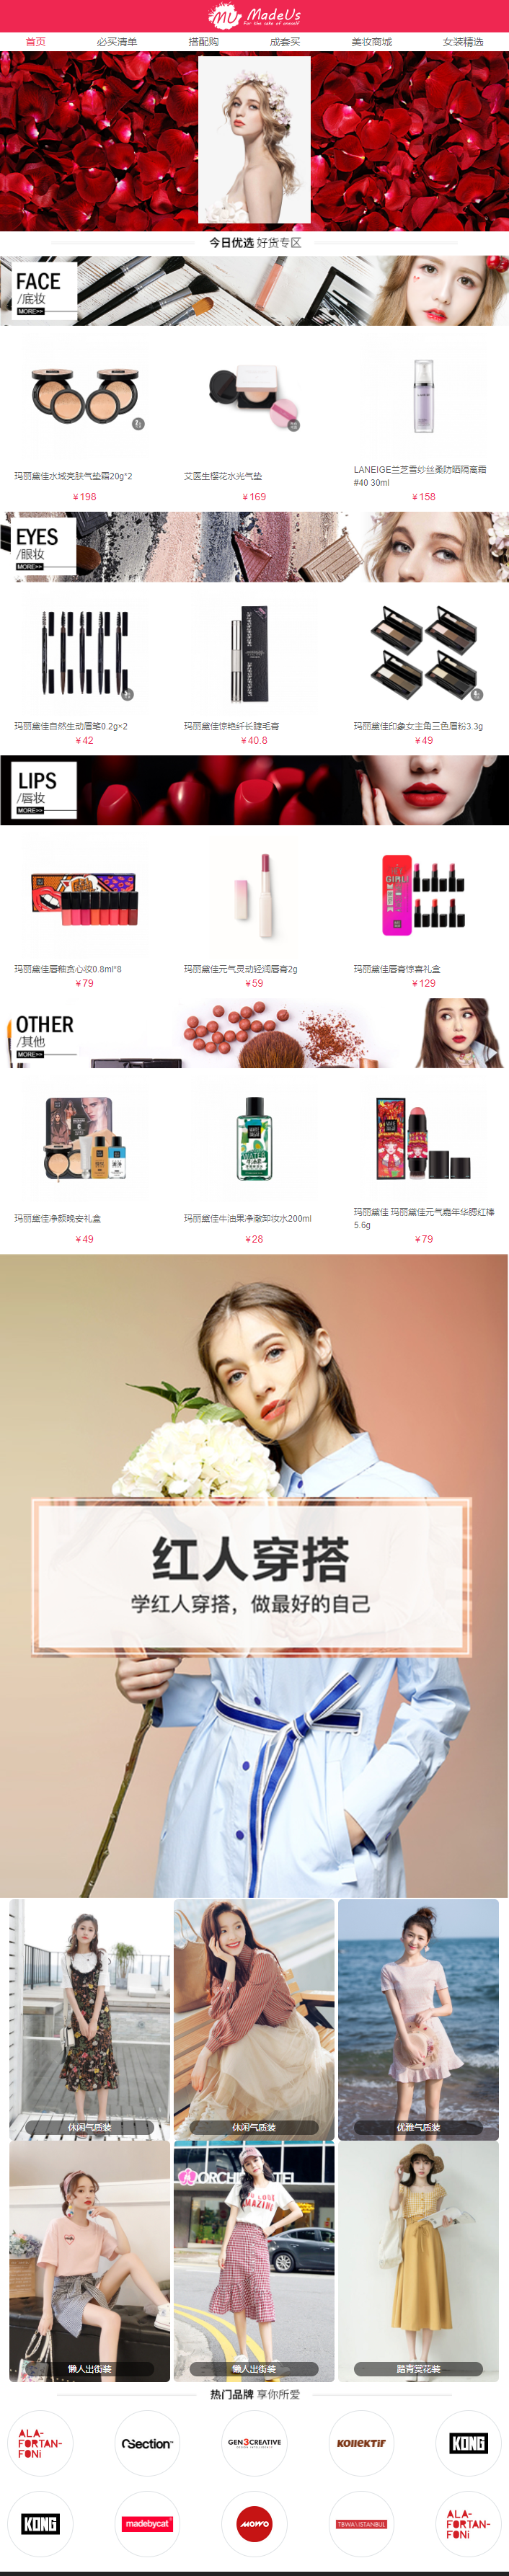 MU MadeUs
For the sake of oneself
首页 必买清单 搭配购 成套买 美妆商城 女装精选
今日优选 好货专区
FACE
/底妆
MORE>>
玛丽黛佳水域亮肤气垫霜20g*2
¥198
艾医生樱花水光气垫
¥169
LANEIGE兰芝雪纱丝柔防晒隔离霜
#40 30ml
¥158
EYES
/眼妆
MORE>>
玛丽黛佳自然生动眉笔0.2g×2
¥42
玛丽黛佳惊艳纤长睫毛膏
¥40.8
玛丽黛佳印象女主角三色眉粉3.3g
¥49
LIPS
/唇妆
MORE>>
玛丽黛佳唇釉贪心妆0.8ml*8
¥79
玛丽黛佳元气灵动轻润唇膏2g
¥59
GIRL!
玛丽黛佳唇膏惊喜礼盒
¥129
OTHER
/其他
MORE>>
玛丽黛佳净颜晚安礼盒
¥49
玛丽黛佳牛油果净澈卸妆水200ml
¥28
玛丽黛佳 玛丽黛佳元气嘉年华腮红棒
5.6g
¥79
红人穿搭
学红人穿搭，做最好的自己
休闲气质装
休闲气质装
优雅气质装
AMAZING
懒人出街装
懒人出街装
踏青赏花装
热门品牌 享你所爱
ALA-
FORTAN-
FONi
Section
GEN3CREATIVE
KOllEKTiF
KONG
KONG
madebycat
MOWO
TBWA\ISTANBUL
ALA-
FORTAN-
FONi